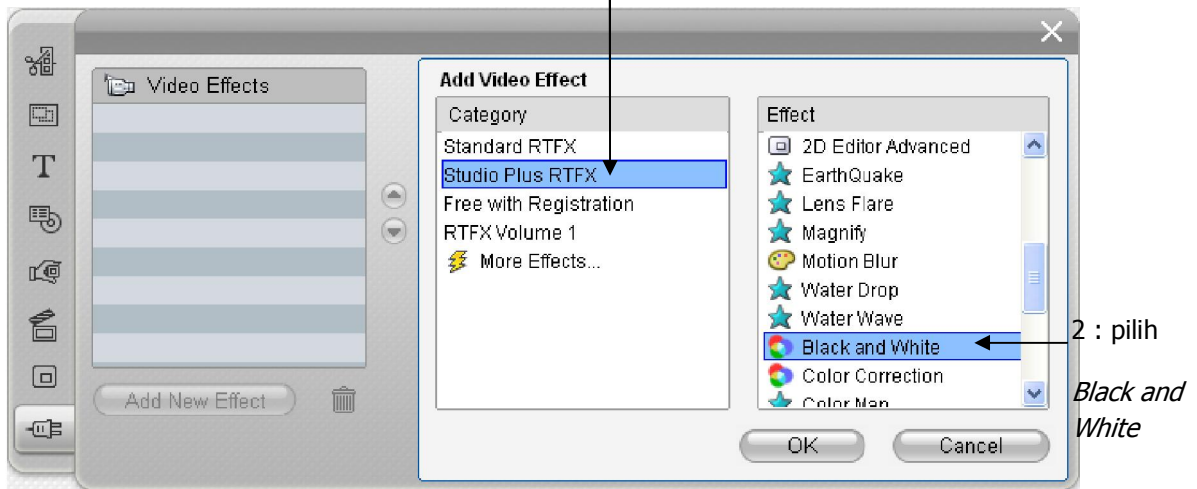 Video Effects
Add New Effect
Add Video Effect
Category
Standard RTFX
Studio Plus RTFX
Free with Registration
RTFX Volume 1
More Effects...
Effect
2D Editor Advanced
EarthQuake
Lens Flare
Magnify
Motion Blur
Water Drop
Water Wave
Black and White
Color Correction
Color Map
OK
Cancel
2 : pilih
Black and
White
T